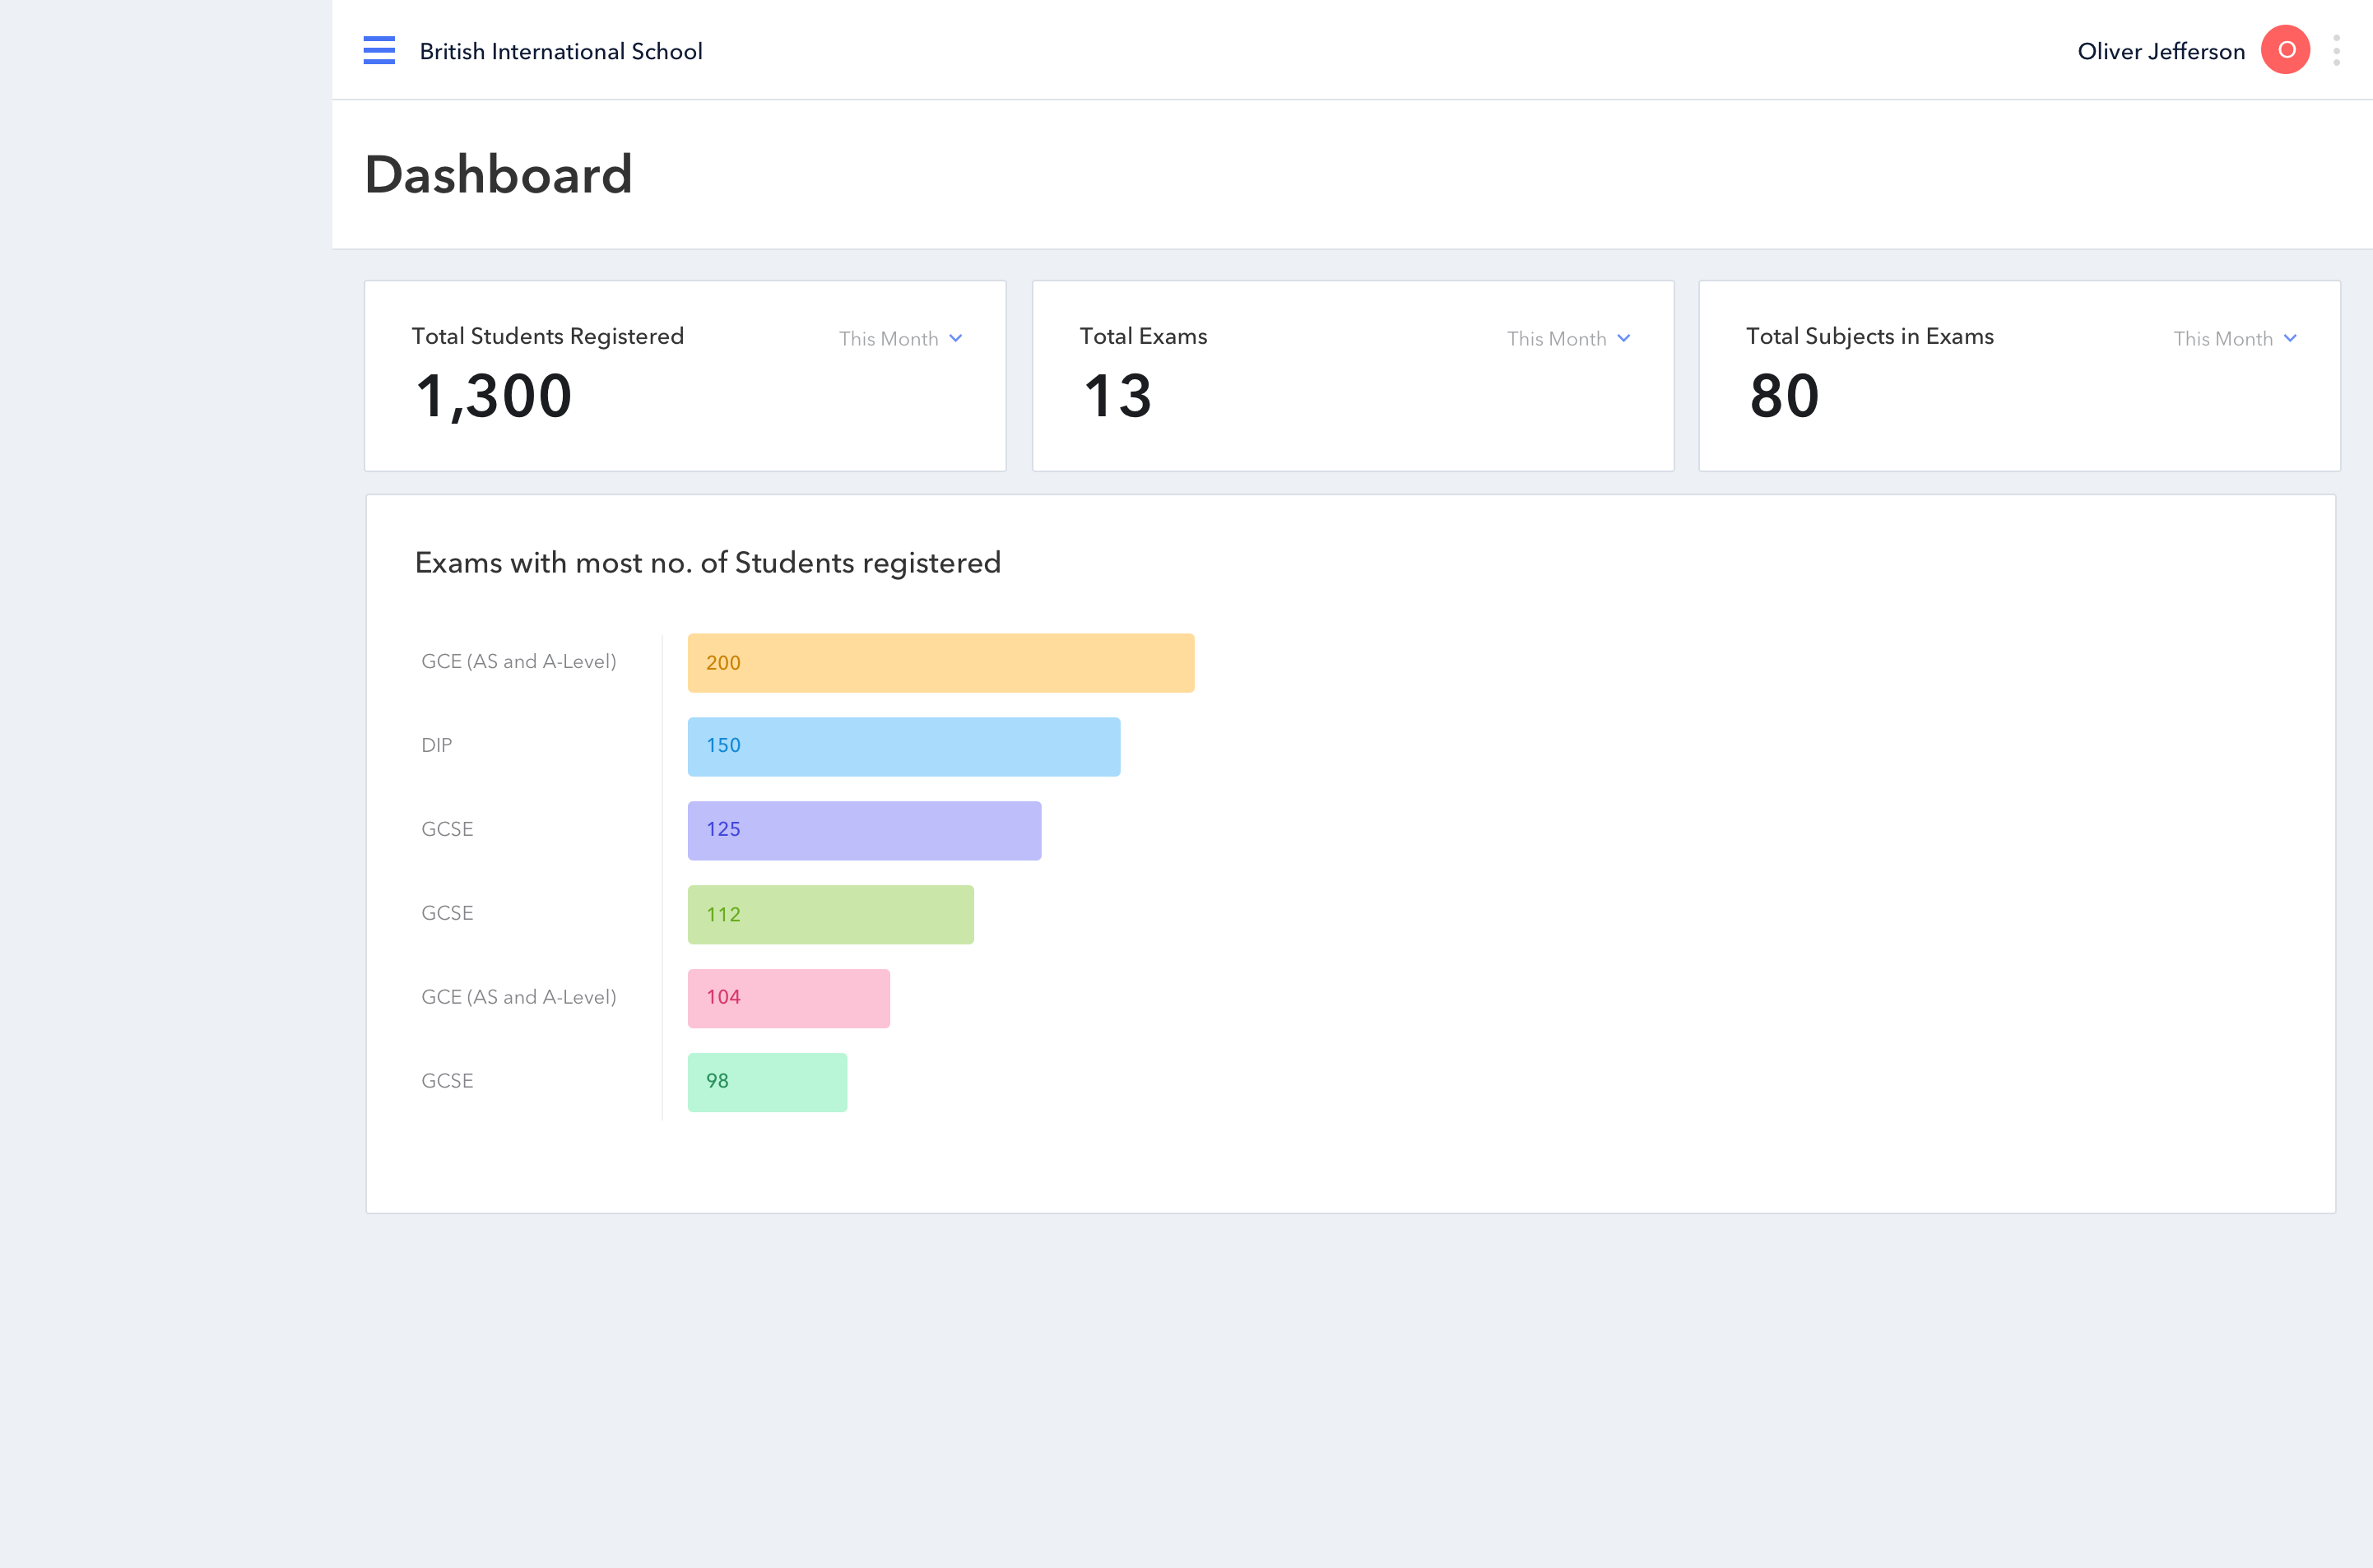 British International School
Oliver Jefferson O
Dashboard
Total Students Registered This Month
1,300
Total Exams This Month
13
Total Subjects in Exams This Month
80
Exams with most no. of Students registered
GCE (AS and A-Level) 200
DIP 150
GCSE 125
GCSE 112
GCE (AS and A-Level) 104
GCSE 98